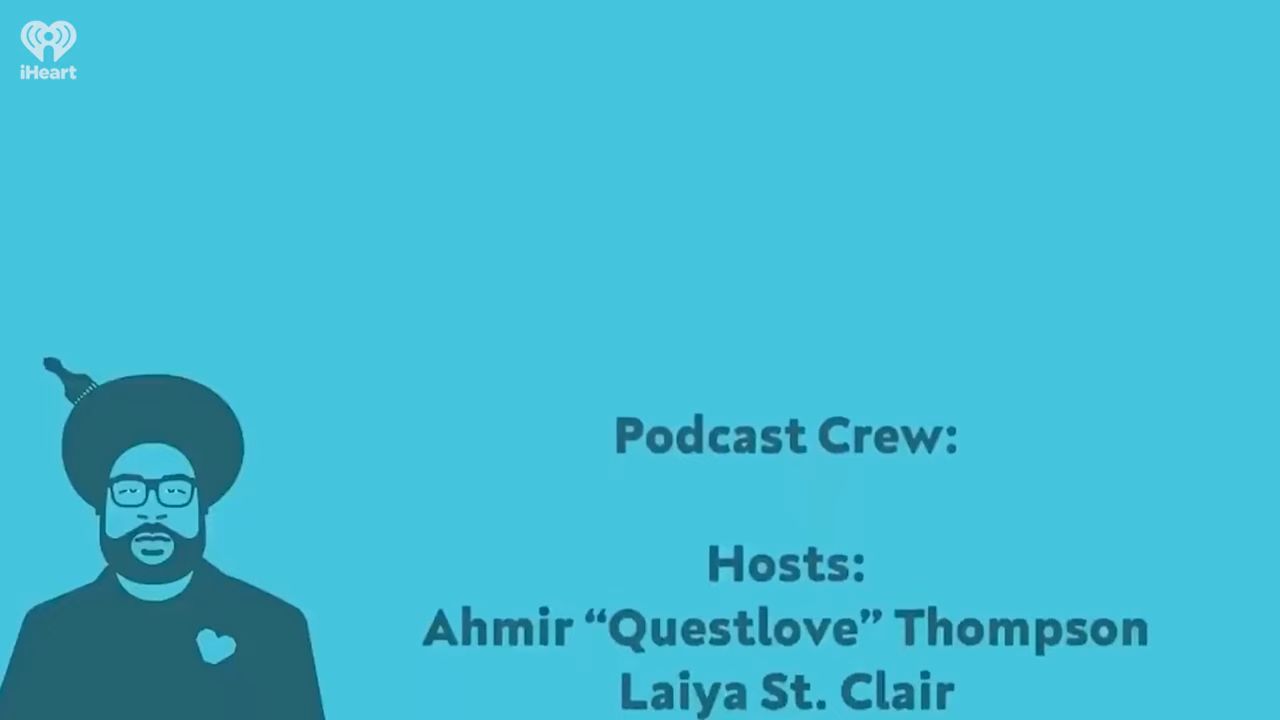 iHeart
Podcast Crew:
Hosts:
Ahmir “Questlove” Thompson
Laiya St. Clair